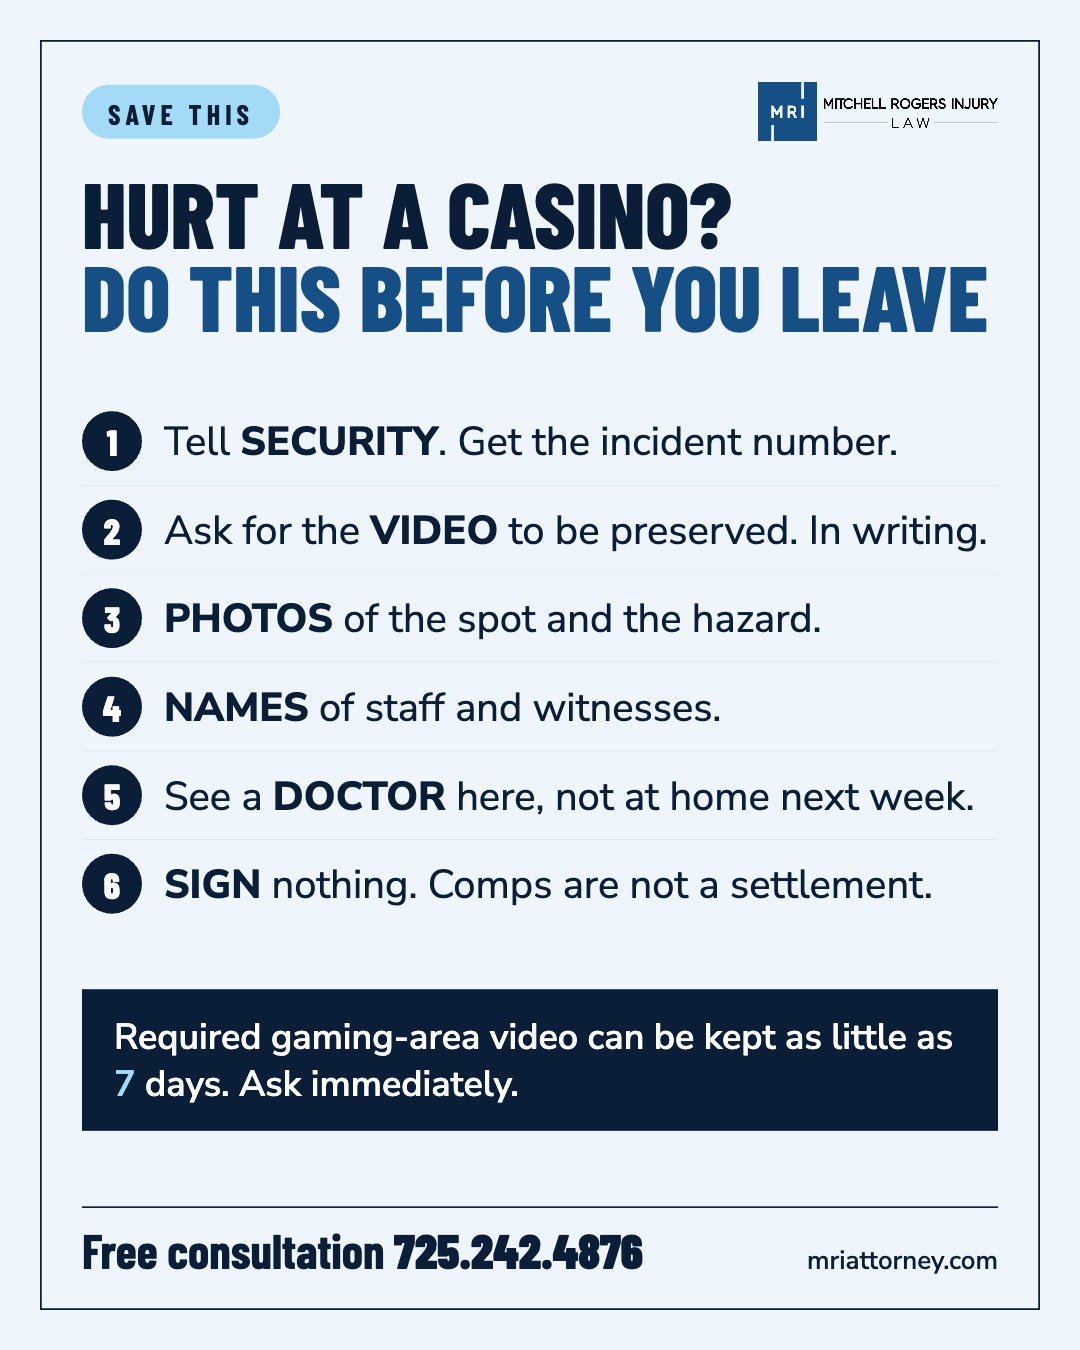 SAVE THIS
MRI
MITCHELL ROGERS INJURY
LAW
HURT AT A CASINO?
DO THIS BEFORE YOU LEAVE
1 Tell SECURITY. Get the incident number.
2 Ask for the VIDEO to be preserved. In writing.
3 PHOTOS of the spot and the hazard.
4 NAMES of staff and witnesses.
5 See a DOCTOR here, not at home next week.
6 SIGN nothing. Comps are not a settlement.
Required gaming-area video can be kept as little as
7 days. Ask immediately.
Free consultation 725.242.4876
mriattorney.com